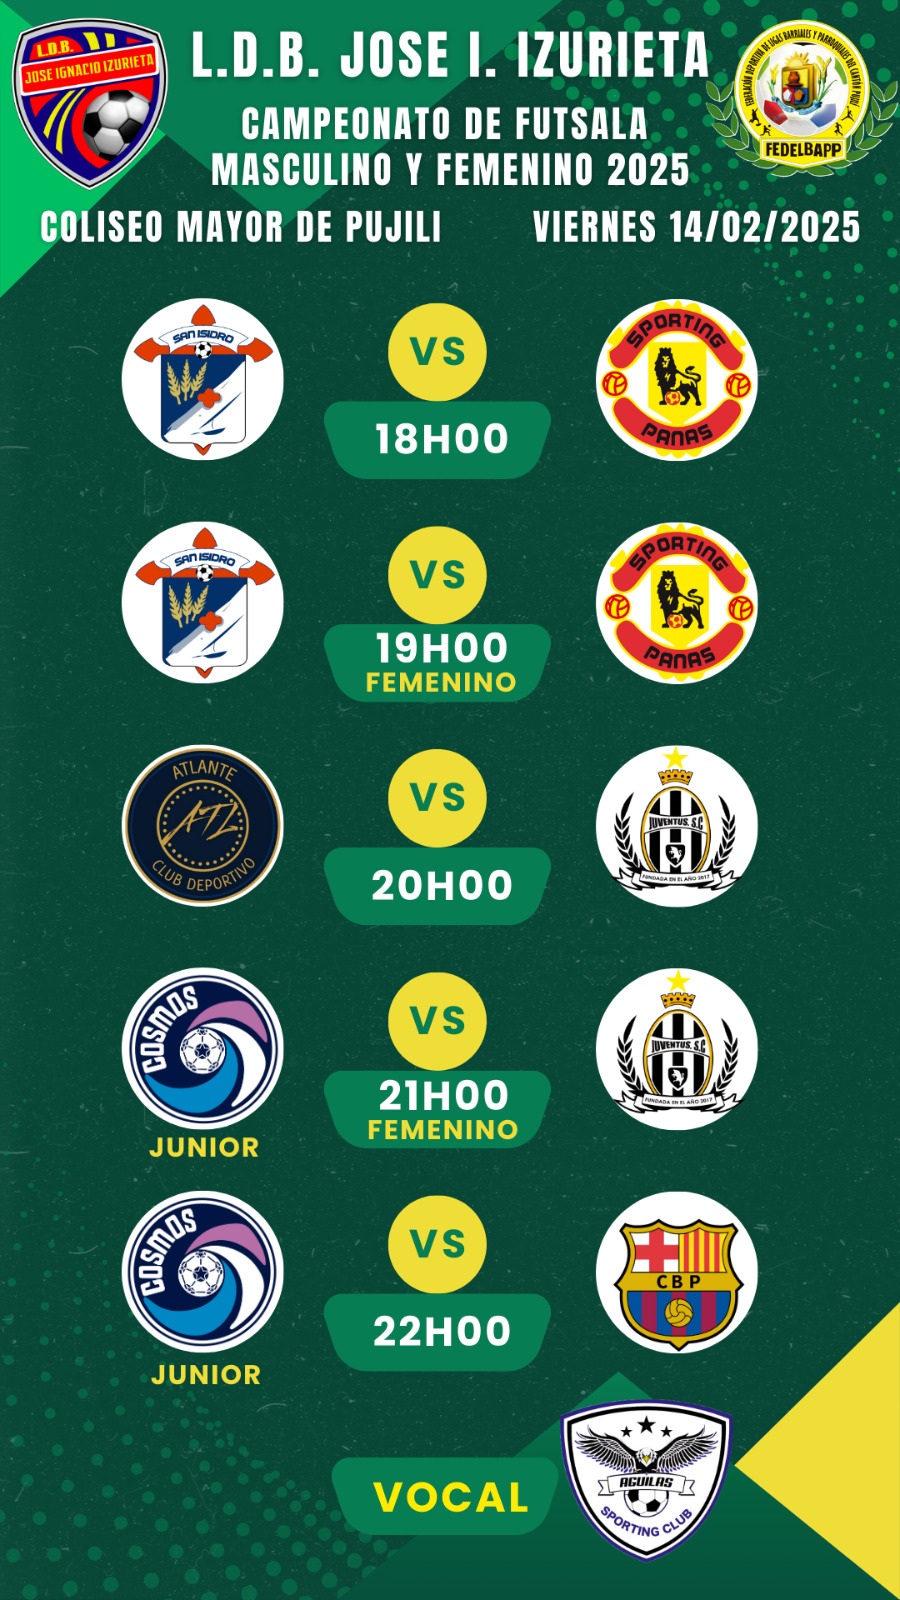 L.D.B.
JOSE IGNACIO IZURIETA
L.D.B. JOSE I. IZURIETA
CAMPEONATO DE FUTSALA
MASCULINO Y FEMENINO 2025
FEDERACIÓN DEPORTIVA DE LIGAS BARRIALES Y PARROQUIALES DEL CANTÓN PUJILÍ
FEDELBAPP
COLISEO MAYOR DE PUJILI
VIERNES 14/02/2025
SAN ISIDRO
VS
18H00
SPORTING
PANAS
SAN ISIDRO
VS
19H00
FEMENINO
SPORTING
PANAS
ATLANTE
ATL
CLUB DEPORTIVO
VS
20H00
JUVENTUS. S.C
FUNDADA EN EL AÑO 2017
COSMOS
JUNIOR
VS
21H00
FEMENINO
JUVENTUS. S.C
FUNDADA EN EL AÑO 2017
COSMOS
JUNIOR
VS
22H00
CBP
VOCAL
AGUILAS
SPORTING CLUB